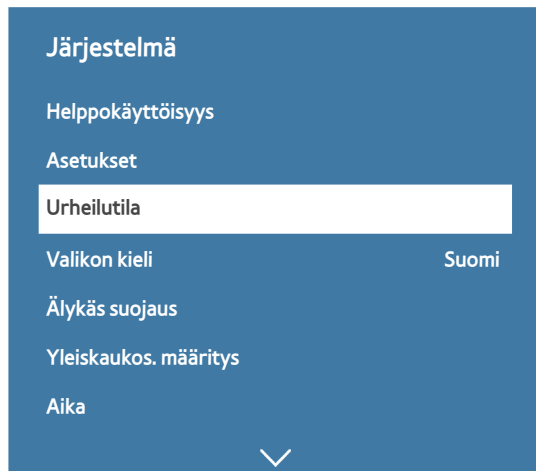 Järjestelmä
Helppokäyttöisyys
Asetukset
Urheilutila
Valikon kieli Suomi
Älykäs suojaus
Yleiskaukos. määritys
Aika